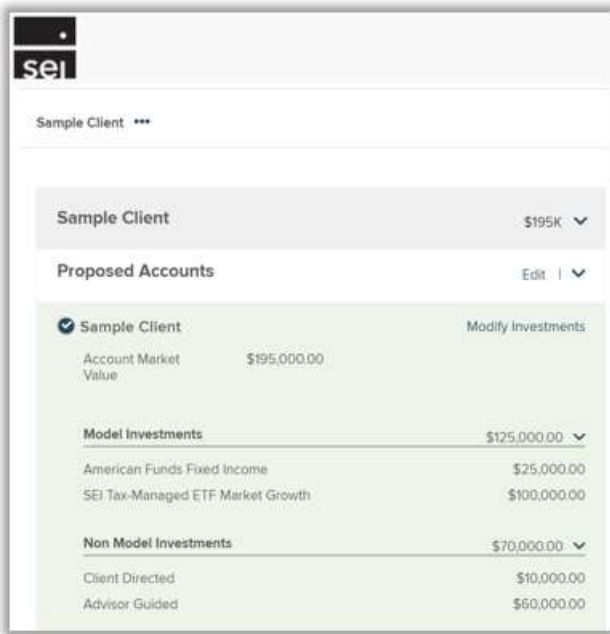 sei
Sample Client •••
Sample Client $195K
Proposed Accounts Edit |
Sample Client Modify Investments
Account Market $195,000.00
Value
Model Investments $125,000.00
American Funds Fixed Income $25,000.00
SEI Tax-Managed ETF Market Growth $100,000.00
Non Model Investments $70,000.00
Client Directed $10,000.00
Advisor Guided $60,000.00